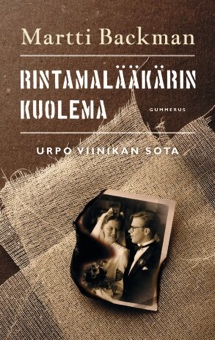 Martti Backman
RINTAMALÄÄKÄRIN
KUOLEMA
GUMMERUS
URPO VIINIKAN SOTA